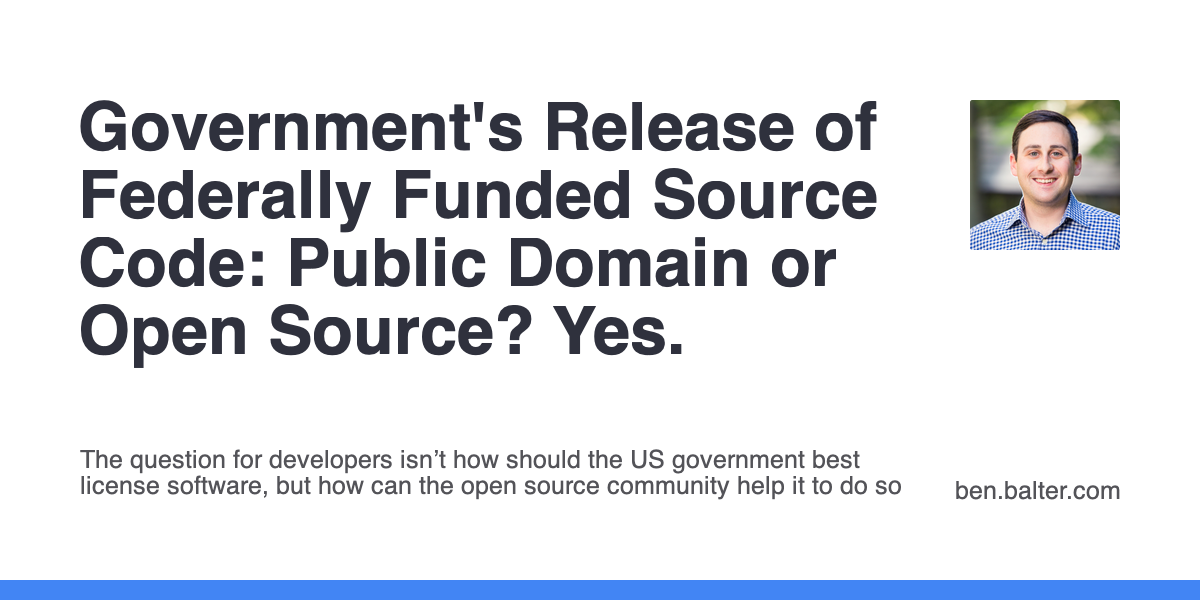 Government's Release of
Federally Funded Source
Code: Public Domain or
Open Source? Yes.
The question for developers isn’t how should the US government best
license software, but how can the open source community help it to do so
ben.balter.com